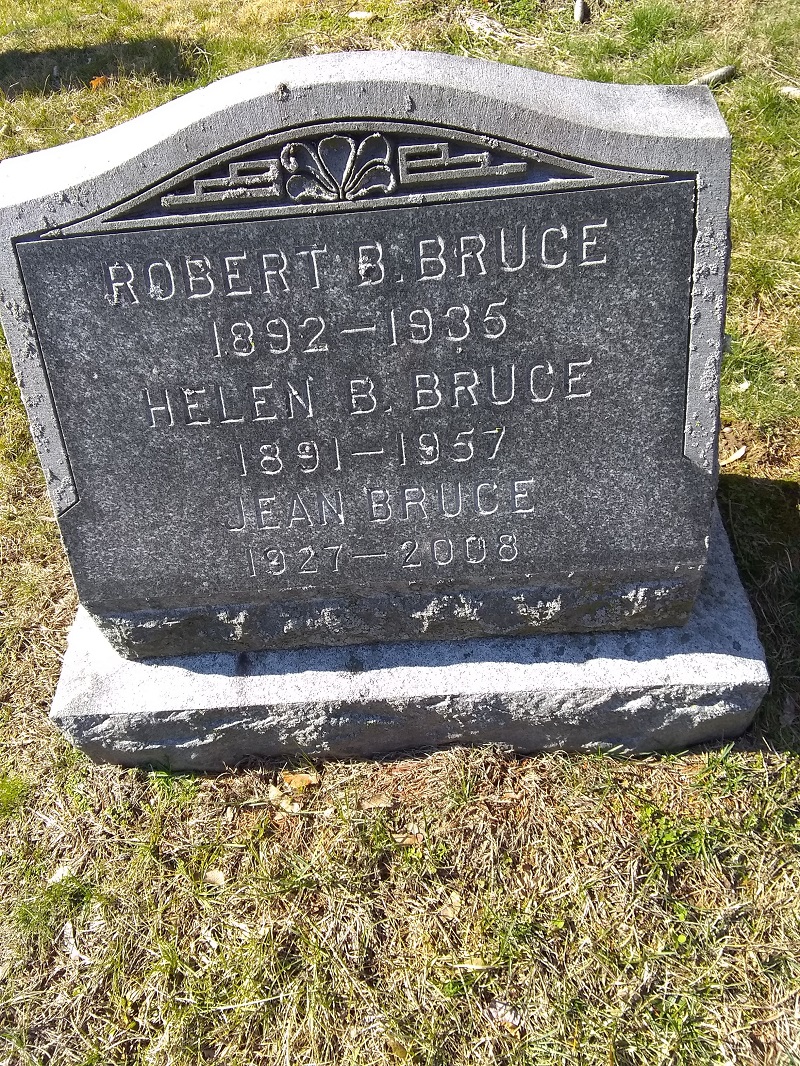 ROBERT B. BRUCE
1892 — 1935
HELEN B. BRUCE
1891 — 1957
JEAN BRUCE
1927 — 2008